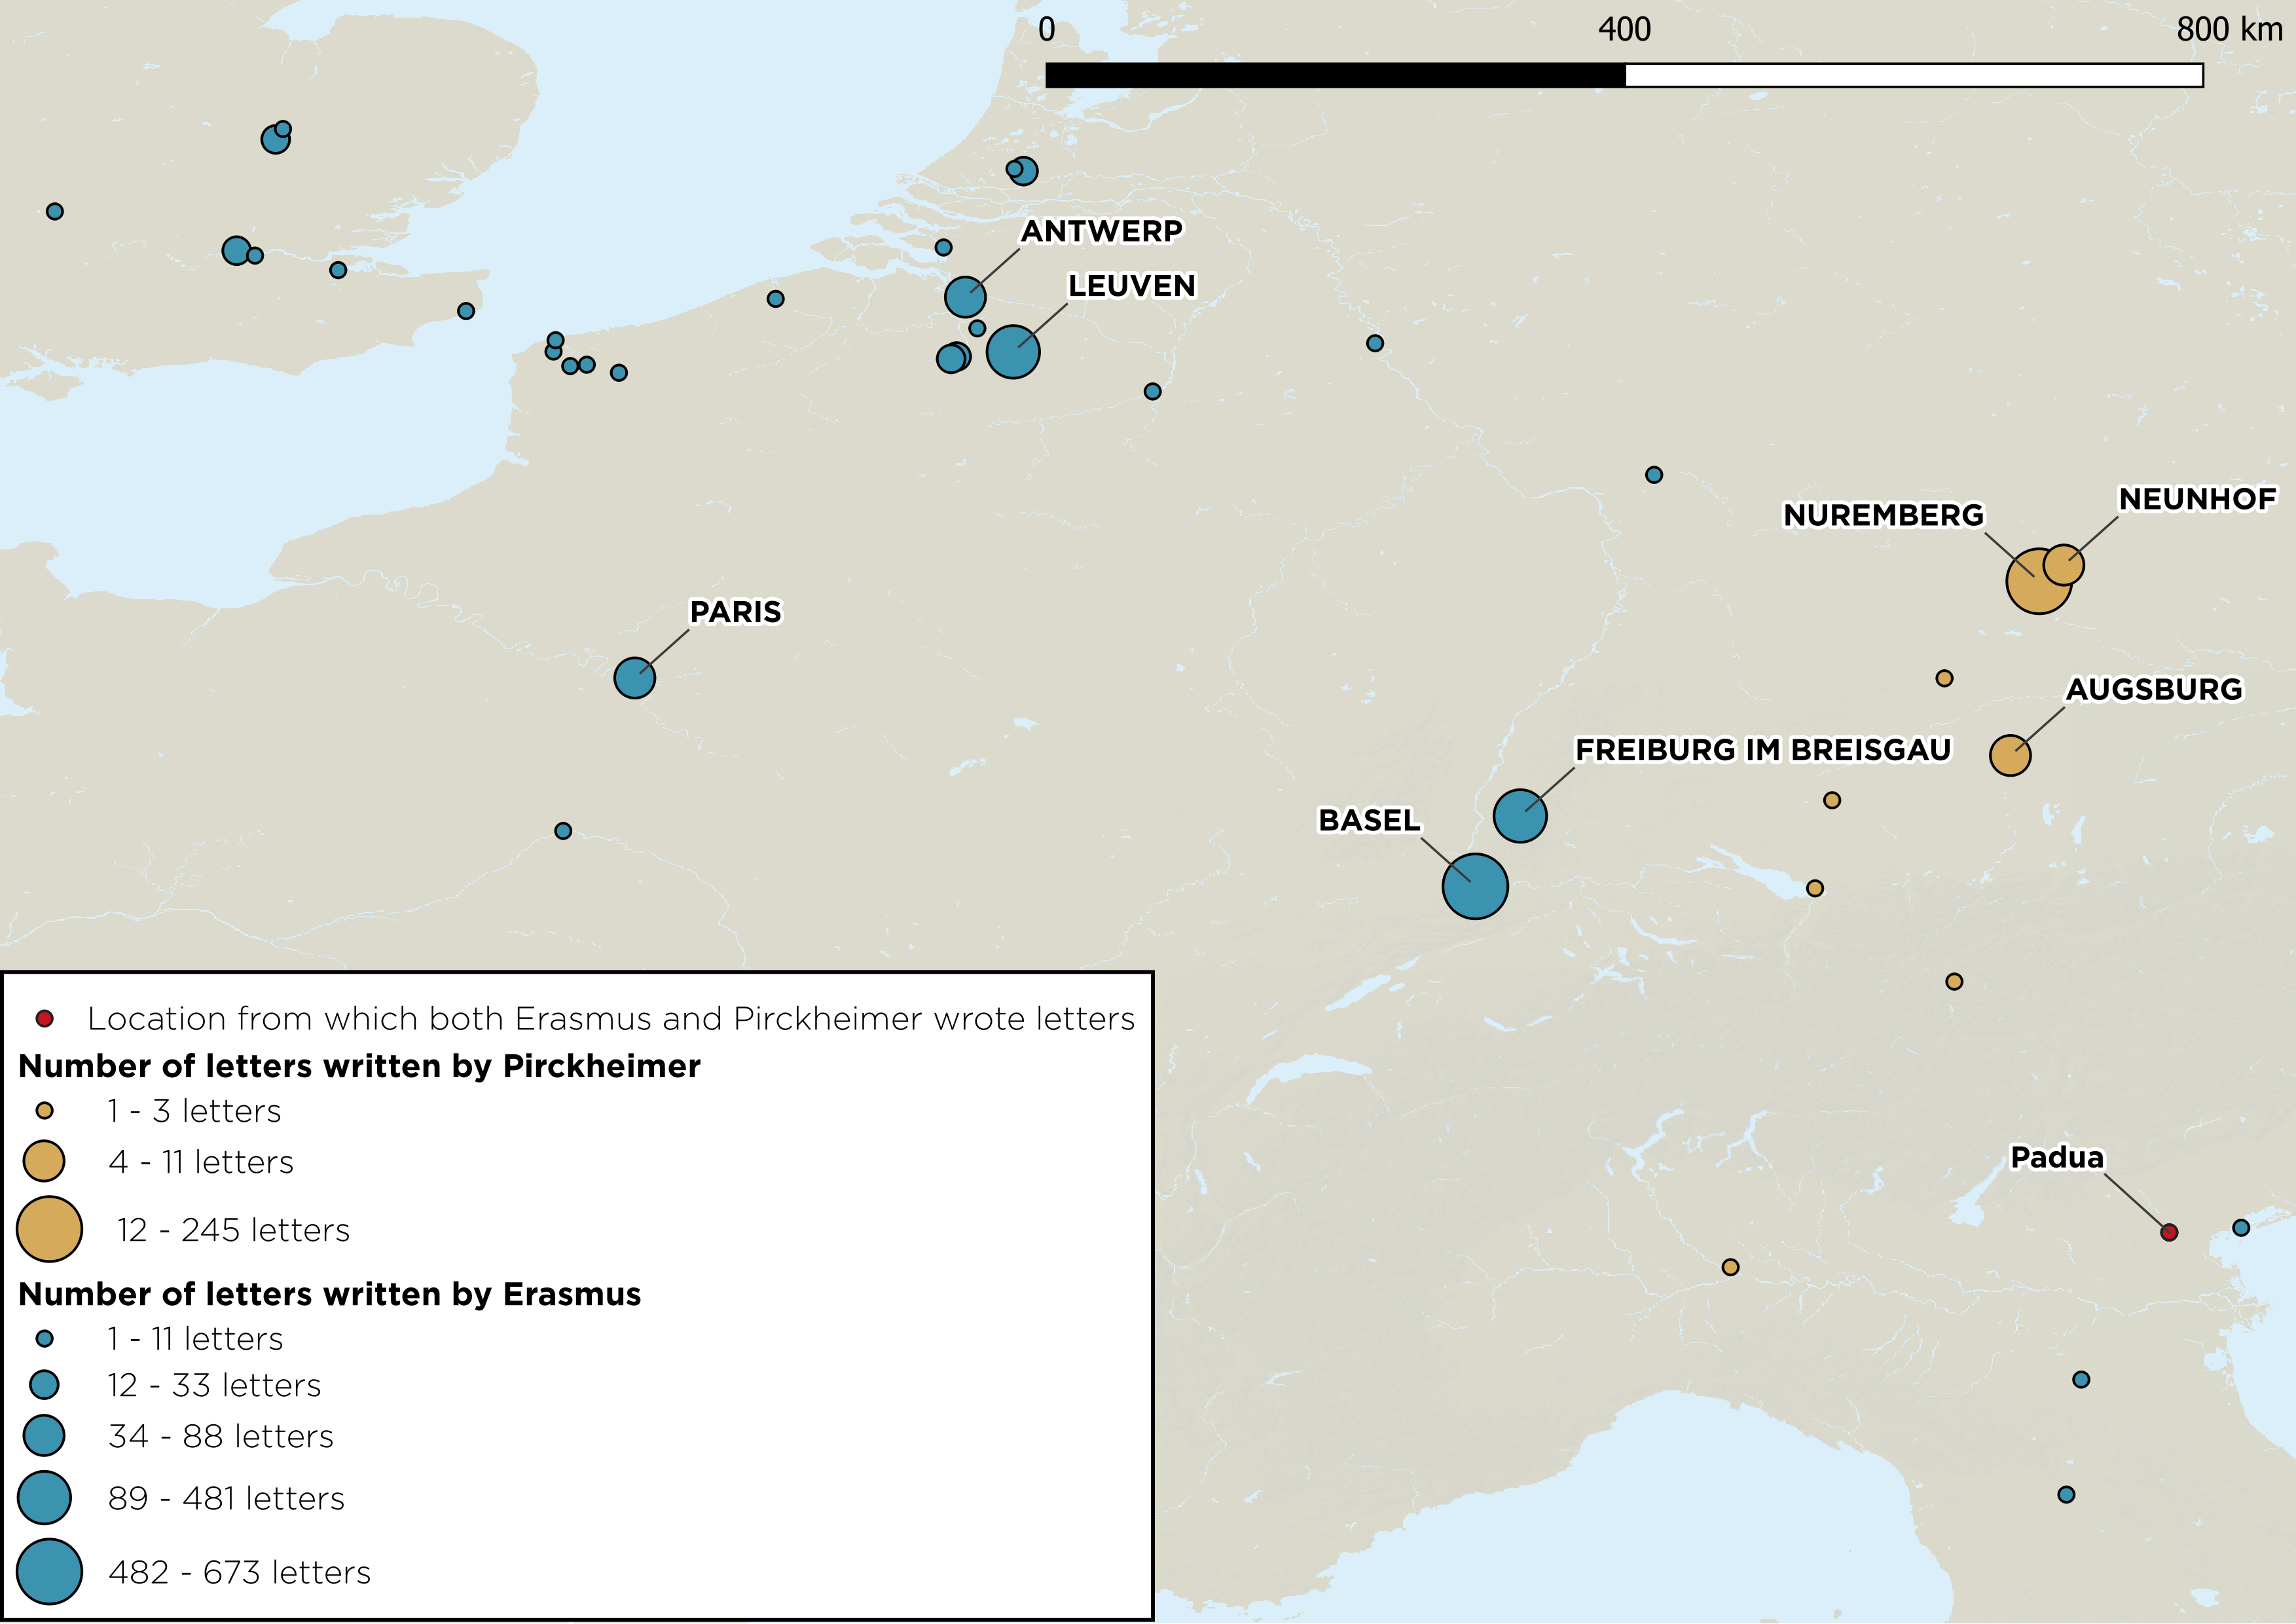 0 400 800 km
ANTWERP
LEUVEN
NUREMBERG
NEUNHOF
PARIS
AUGSBURG
FREIBURG IM BREISGAU
BASEL
Padua
Location from which both Erasmus and Pirckheimer wrote letters
Number of letters written by Pirckheimer
1 - 3 letters
4 - 11 letters
12 - 245 letters
Number of letters written by Erasmus
1 - 11 letters
12 - 33 letters
34 - 88 letters
89 - 481 letters
482 - 673 letters